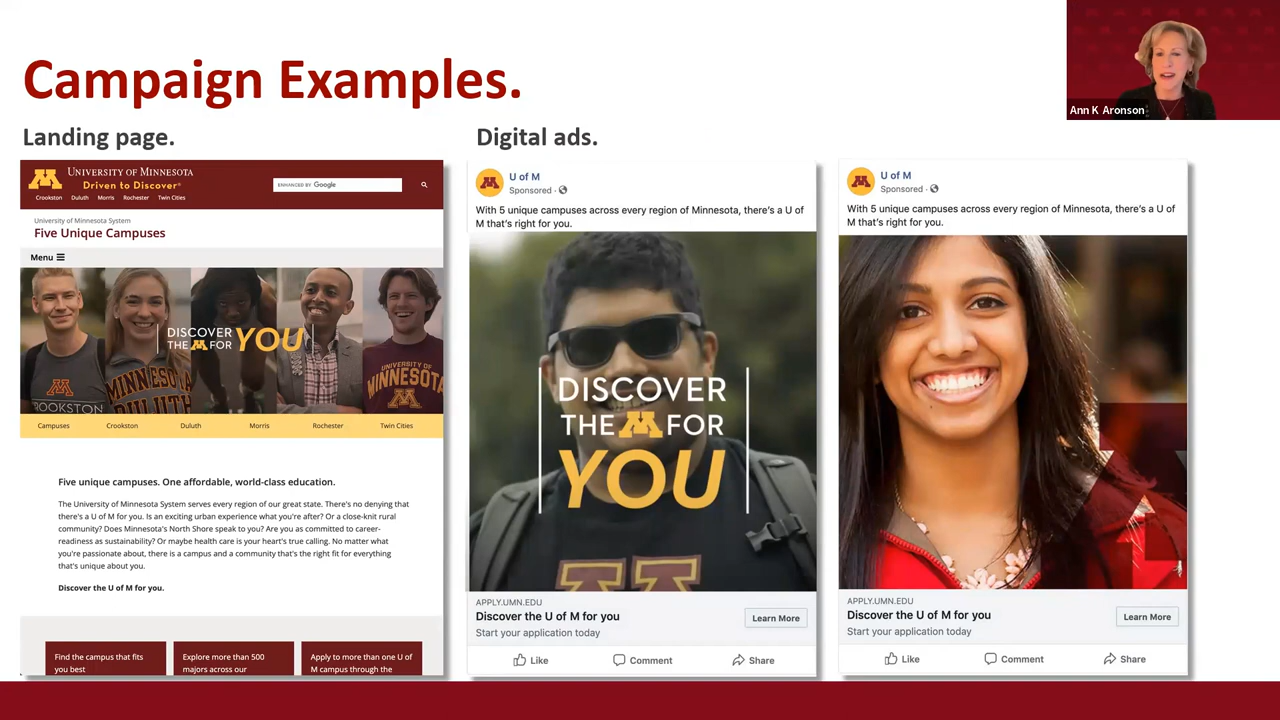 Campaign Examples.
Ann K Aronson
Landing page.
Digital ads.
UNIVERSITY OF MINNESOTA
Driven to Discover®
Crookston Duluth Morris Rochester Twin Cities
ENHANCED BY Google
University of Minnesota System
Five Unique Campuses
Menu
CROOKSTON
MINNESOTA
DULUTH
UNIVERSITY OF
MINNESOTA
DISCOVER
THE M FOR
YOU
Campuses Crookston Duluth Morris Rochester Twin Cities
Five unique campuses. One affordable, world-class education.
The University of Minnesota System serves every region of our great state. There's no denying that
there's a U of M for you. Is an exciting urban experience what you're after? Or a close-knit rural
community? Does Minnesota's North Shore speak to you? Are you as committed to career-
readiness as sustainability? Or maybe health care is your heart's true calling. No matter what
you're passionate about, there is a campus and a community that's the right fit for everything
that's unique about you.
Discover the U of M for you.
Find the campus that fits
you best
Explore more than 500
majors across our
Apply to more than one U of
M campus through the
U of M
Sponsored ·
With 5 unique campuses across every region of Minnesota, there's a U of
M that's right for you.
DISCOVER
THE M FOR
YOU
APPLY.UMN.EDU
Discover the U of M for you
Start your application today
Learn More
Like Comment Share
U of M
Sponsored ·
With 5 unique campuses across every region of Minnesota, there's a U of
M that's right for you.
APPLY.UMN.EDU
Discover the U of M for you
Start your application today
Learn More
Like Comment Share